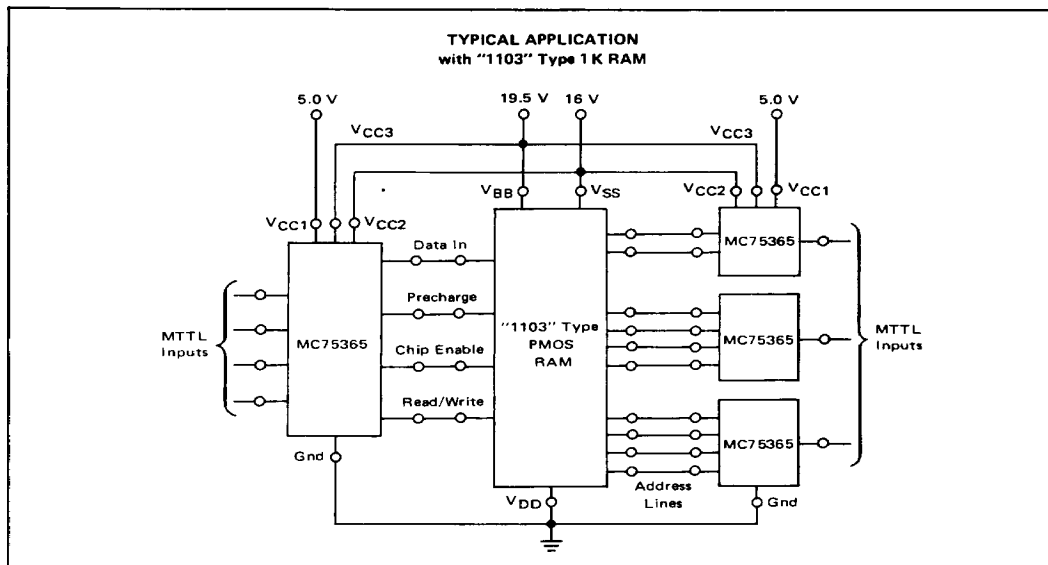 TYPICAL APPLICATION
with "1103" Type 1K RAM
5.0 V
19.5 V
16 V
5.0 V
VCC3
VCC3
VBB
VSS
VCC2
VCC1
VCC1
VCC2
MC75365
Data In
Precharge
Chip Enable
Read/Write
MTTL
Inputs
MC75365
"1103" Type
PMOS
RAM
MC75365
MTTL
Inputs
MC75365
Gnd
VDD
Address
Lines
Gnd